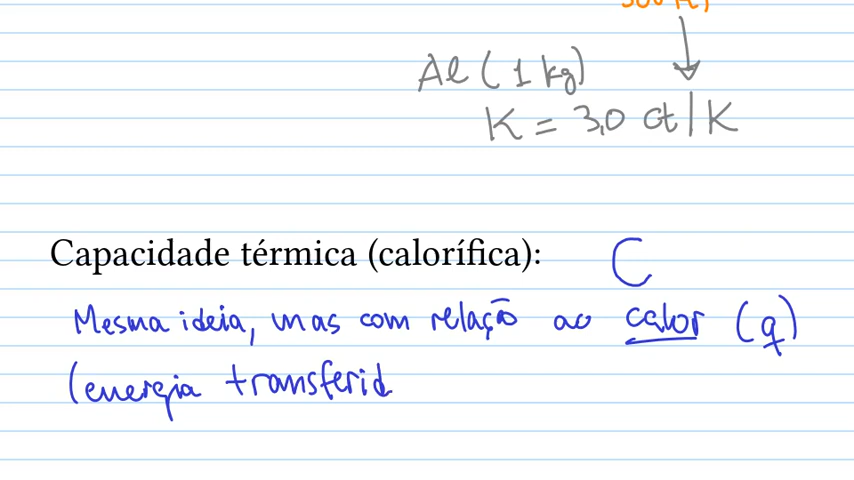 Al (1 kg)
K = 3,0 ct/K
Capacidade térmica (calorífica): C
Mesma ideia, mas com relação ao calor (q)
(energia transferid